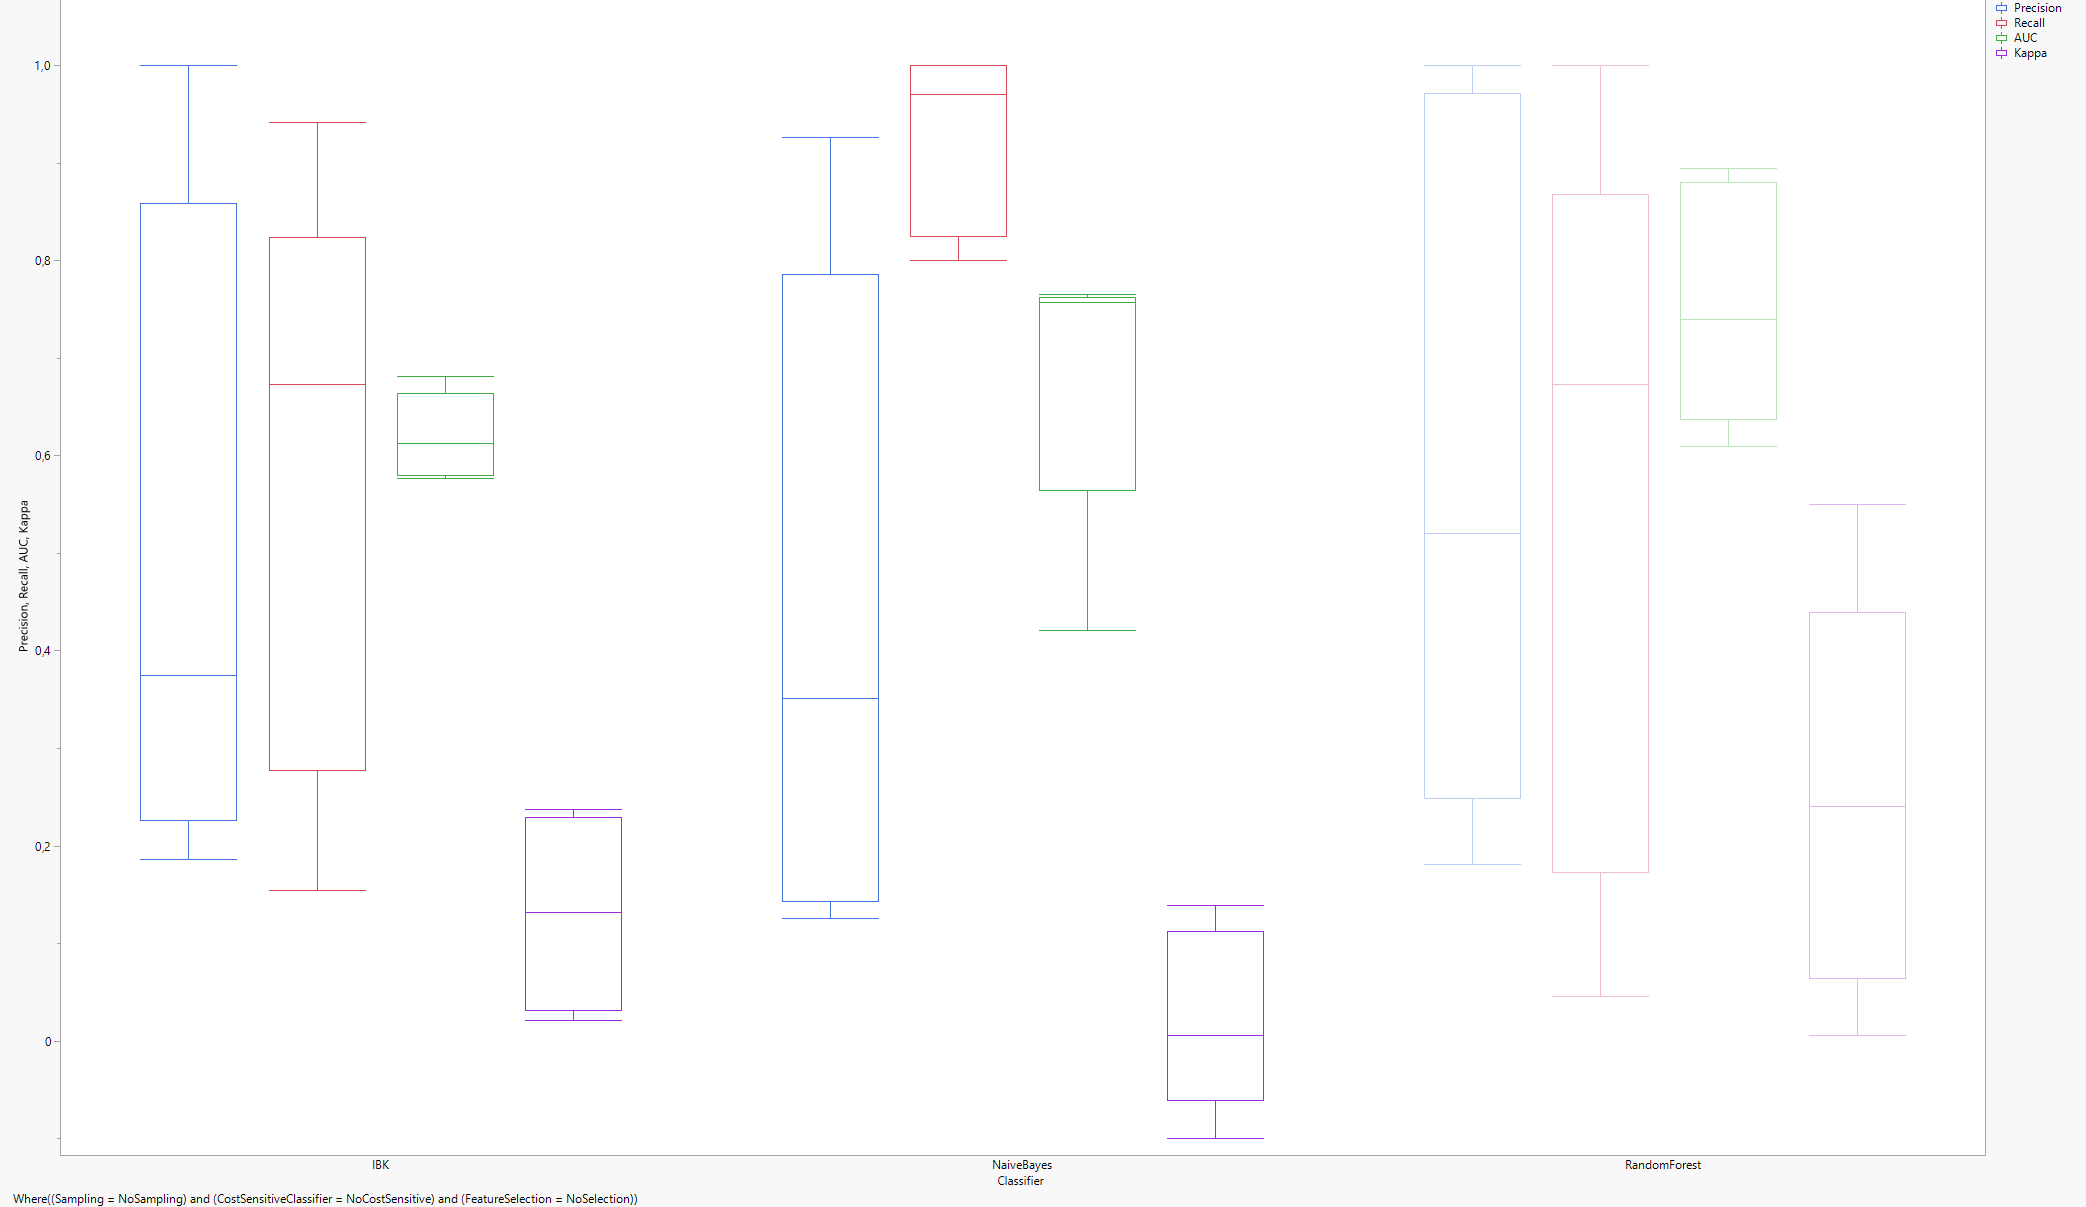 Precision
Recall
AUC
Kappa
1,0
0,8
0,6
0,4
0,2
0
Precision, Recall, AUC, Kappa
IBK
NaiveBayes
RandomForest
Classifier
Where((Sampling = NoSampling) and (CostSensitiveClassifier = NoCostSensitive) and (FeatureSelection = NoSelection))